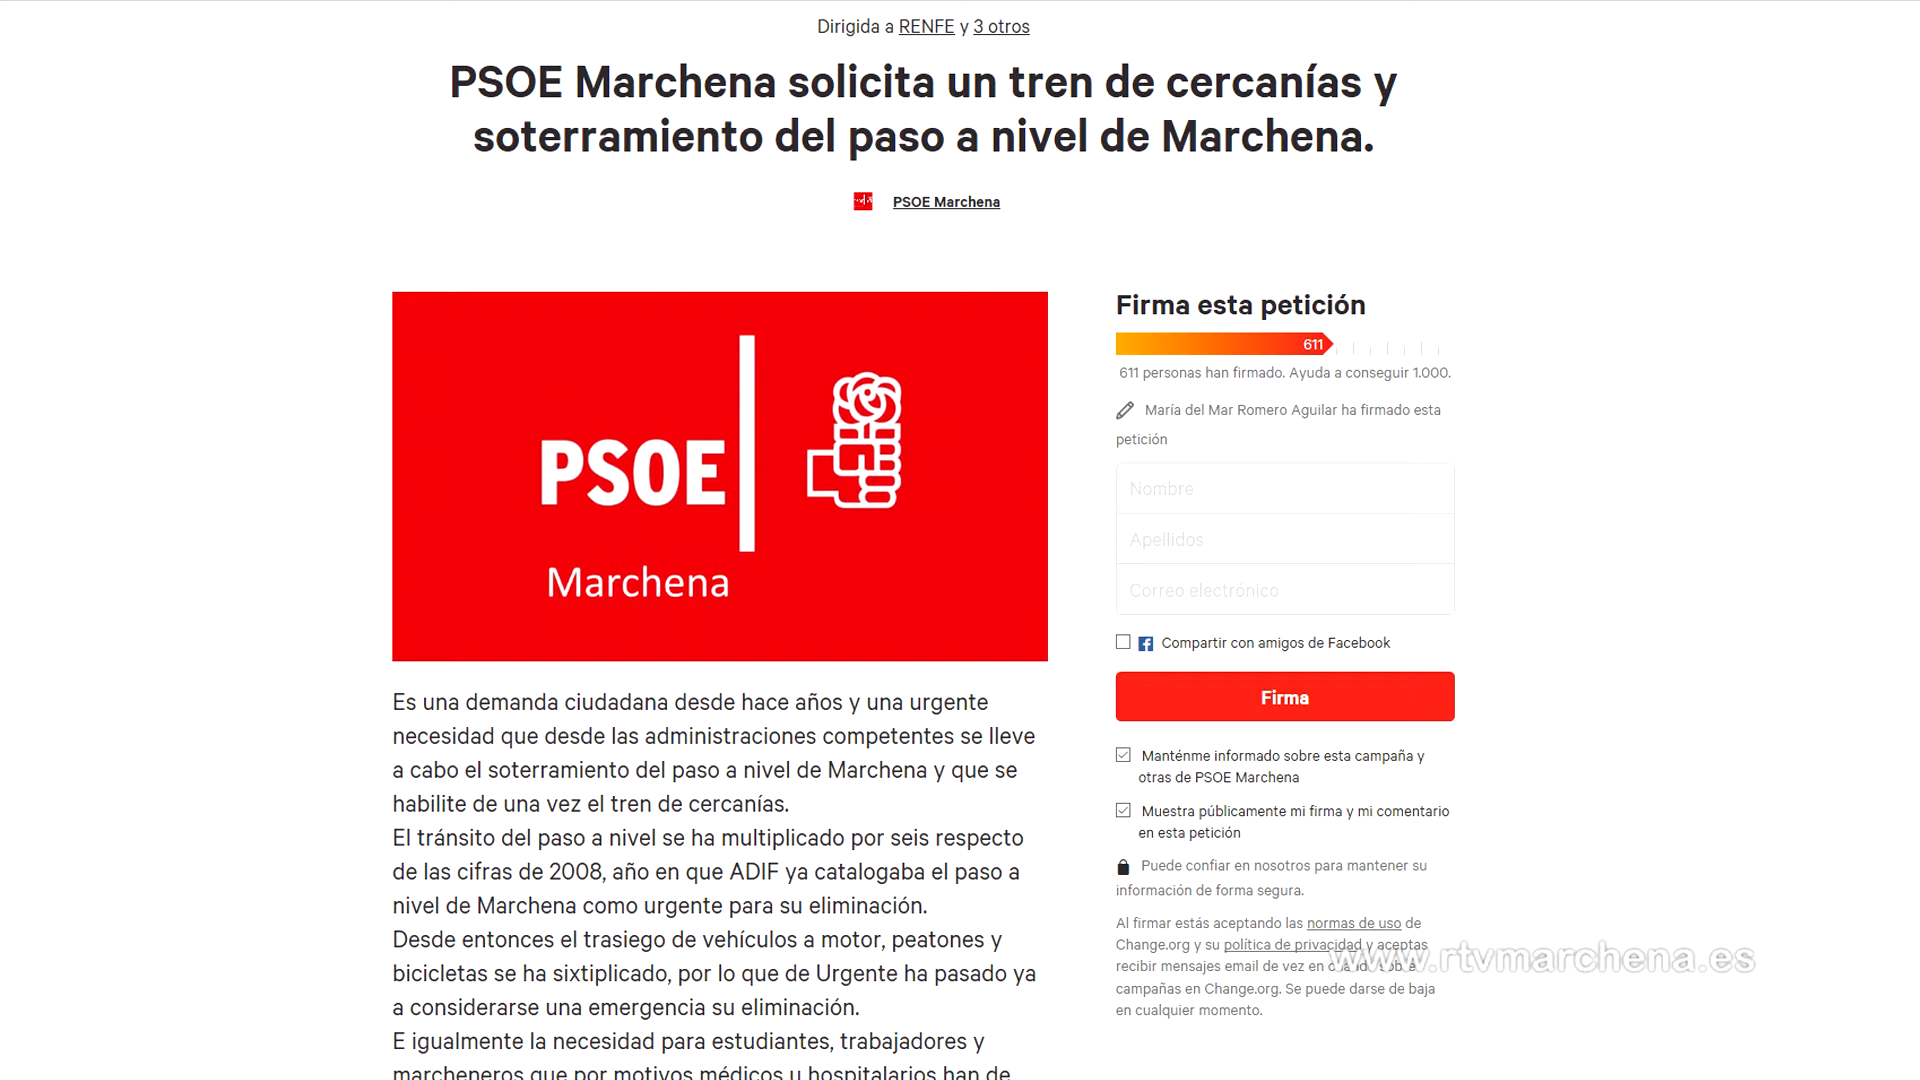 Dirigida a RENFE y 3 otros
PSOE Marchena solicita un tren de cercanías y
soterramiento del paso a nivel de Marchena.
PSOE Marchena
PSOE
Marchena
Es una demanda ciudadana desde hace años y una urgente
necesidad que desde las administraciones competentes se lleve
a cabo el soterramiento del paso a nivel de Marchena y que se
habilite de una vez el tren de cercanías.
El tránsito del paso a nivel se ha multiplicado por seis respecto
de las cifras de 2008, año en que ADIF ya catalogaba el paso a
nivel de Marchena como urgente para su eliminación.
Desde entonces el trasiego de vehículos a motor, peatones y
bicicletas se ha sixtiplicado, por lo que de Urgente ha pasado ya
a considerarse una emergencia su eliminación.
E igualmente la necesidad para estudiantes, trabajadores y
marcheneros que por motivos médicos u hospitalarios han de
Firma esta petición
611
611 personas han firmado. Ayuda a conseguir 1.000.
María del Mar Romero Aguilar ha firmado esta
petición
Nombre
Apellidos
Correo electrónico
Compartir con amigos de Facebook
Firma
Manténme informado sobre esta campaña y
otras de PSOE Marchena
Muestra públicamente mi firma y mi comentario
en esta petición
Puede confiar en nosotros para mantener su
información de forma segura.
Al firmar estás aceptando las normas de uso de
Change.org y su política de privacidad y aceptas
recibir mensajes email de vez en cuando sobre
campañas en Change.org. Se puede darse de baja
en cualquier momento.
www.rtvmarchena.es